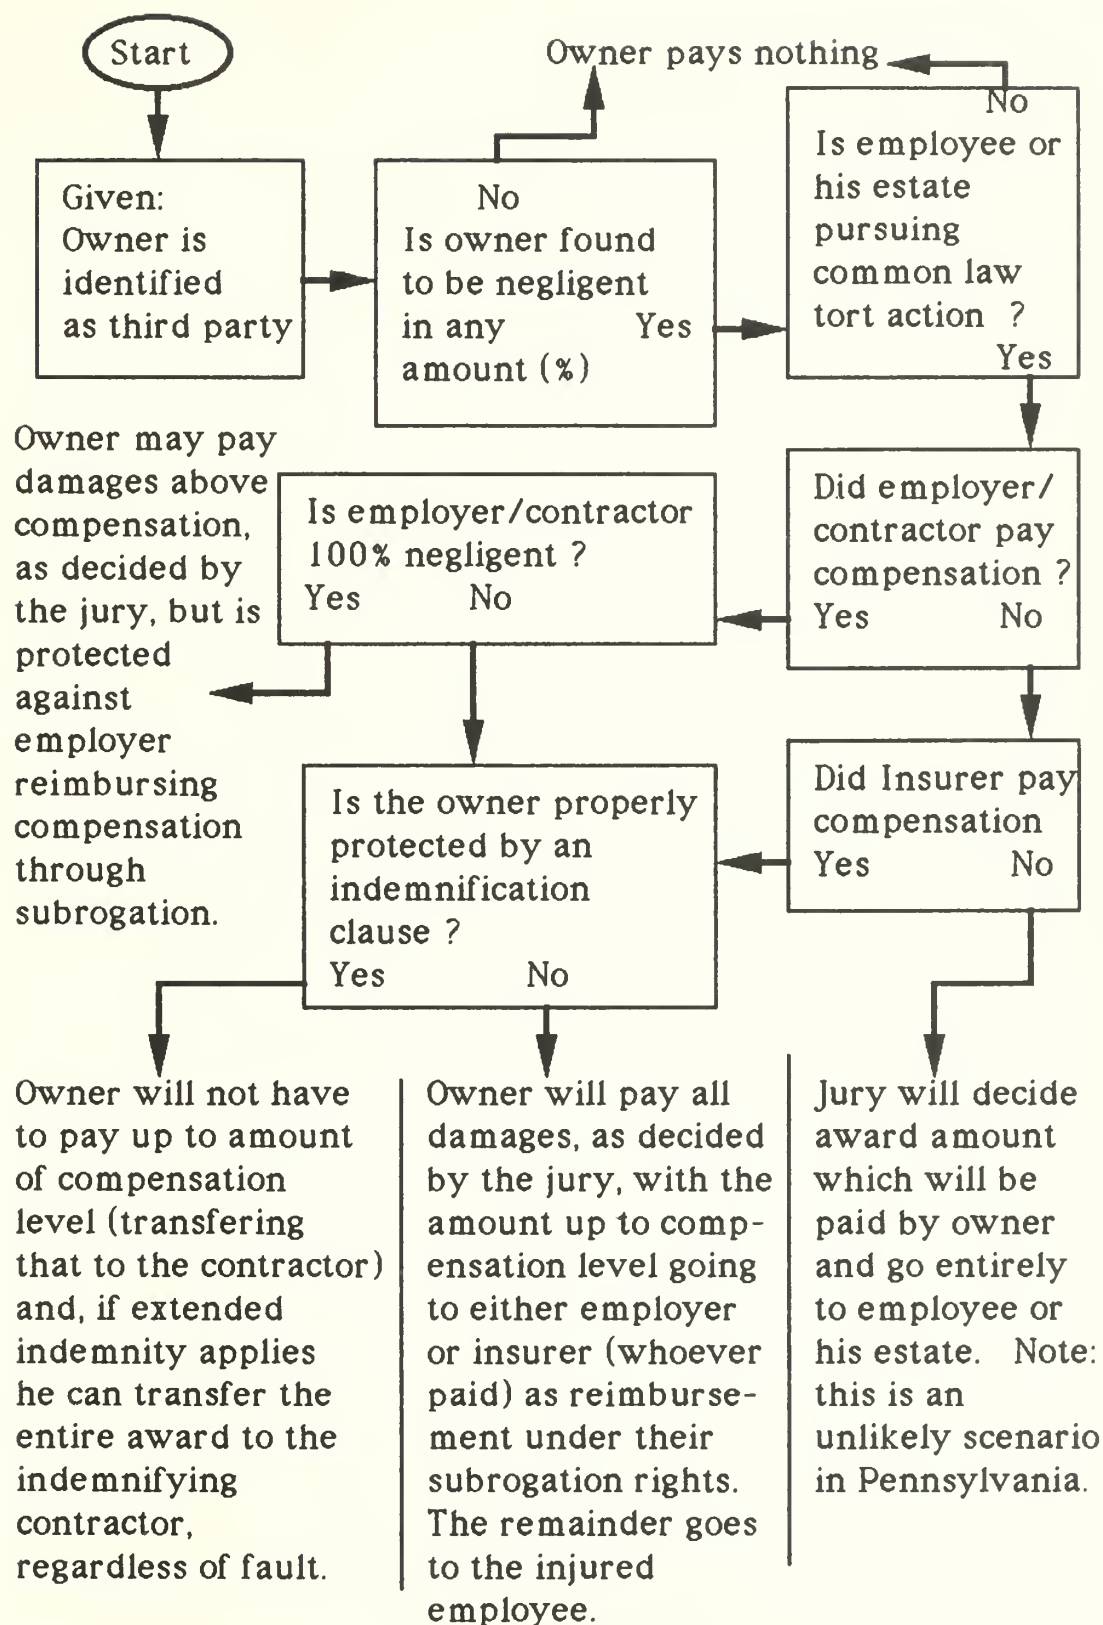 Start
Owner pays nothing
Given:
Owner is
identified
as third party
No
Is owner found
to be negligent
in any Yes
amount (%)
No
Is employee or
his estate
pursuing
common law
tort action ?
Yes
Did employer/
contractor pay
compensation ?
Yes No
Is employer/contractor
100% negligent ?
Yes No
Owner may pay
damages above
compensation,
as decided by
the jury, but is
protected
against
employer
reimbursing
compensation
through
subrogation.
Did Insurer pay
compensation
Yes No
Is the owner properly
protected by an
indemnification
clause ?
Yes No
Owner will not have
to pay up to amount
of compensation
level (transfering
that to the contractor)
and, if extended
indemnity applies
he can transfer the
entire award to the
indemnifying
contractor,
regardless of fault.
Owner will pay all
damages, as decided
by the jury, with the
amount up to comp-
ensation level going
to either employer
or insurer (whoever
paid) as reimburse-
ment under their
subrogation rights.
The remainder goes
to the injured
employee.
Jury will decide
award amount
which will be
paid by owner
and go entirely
to employee or
his estate. Note:
this is an
unlikely scenario
in Pennsylvania.